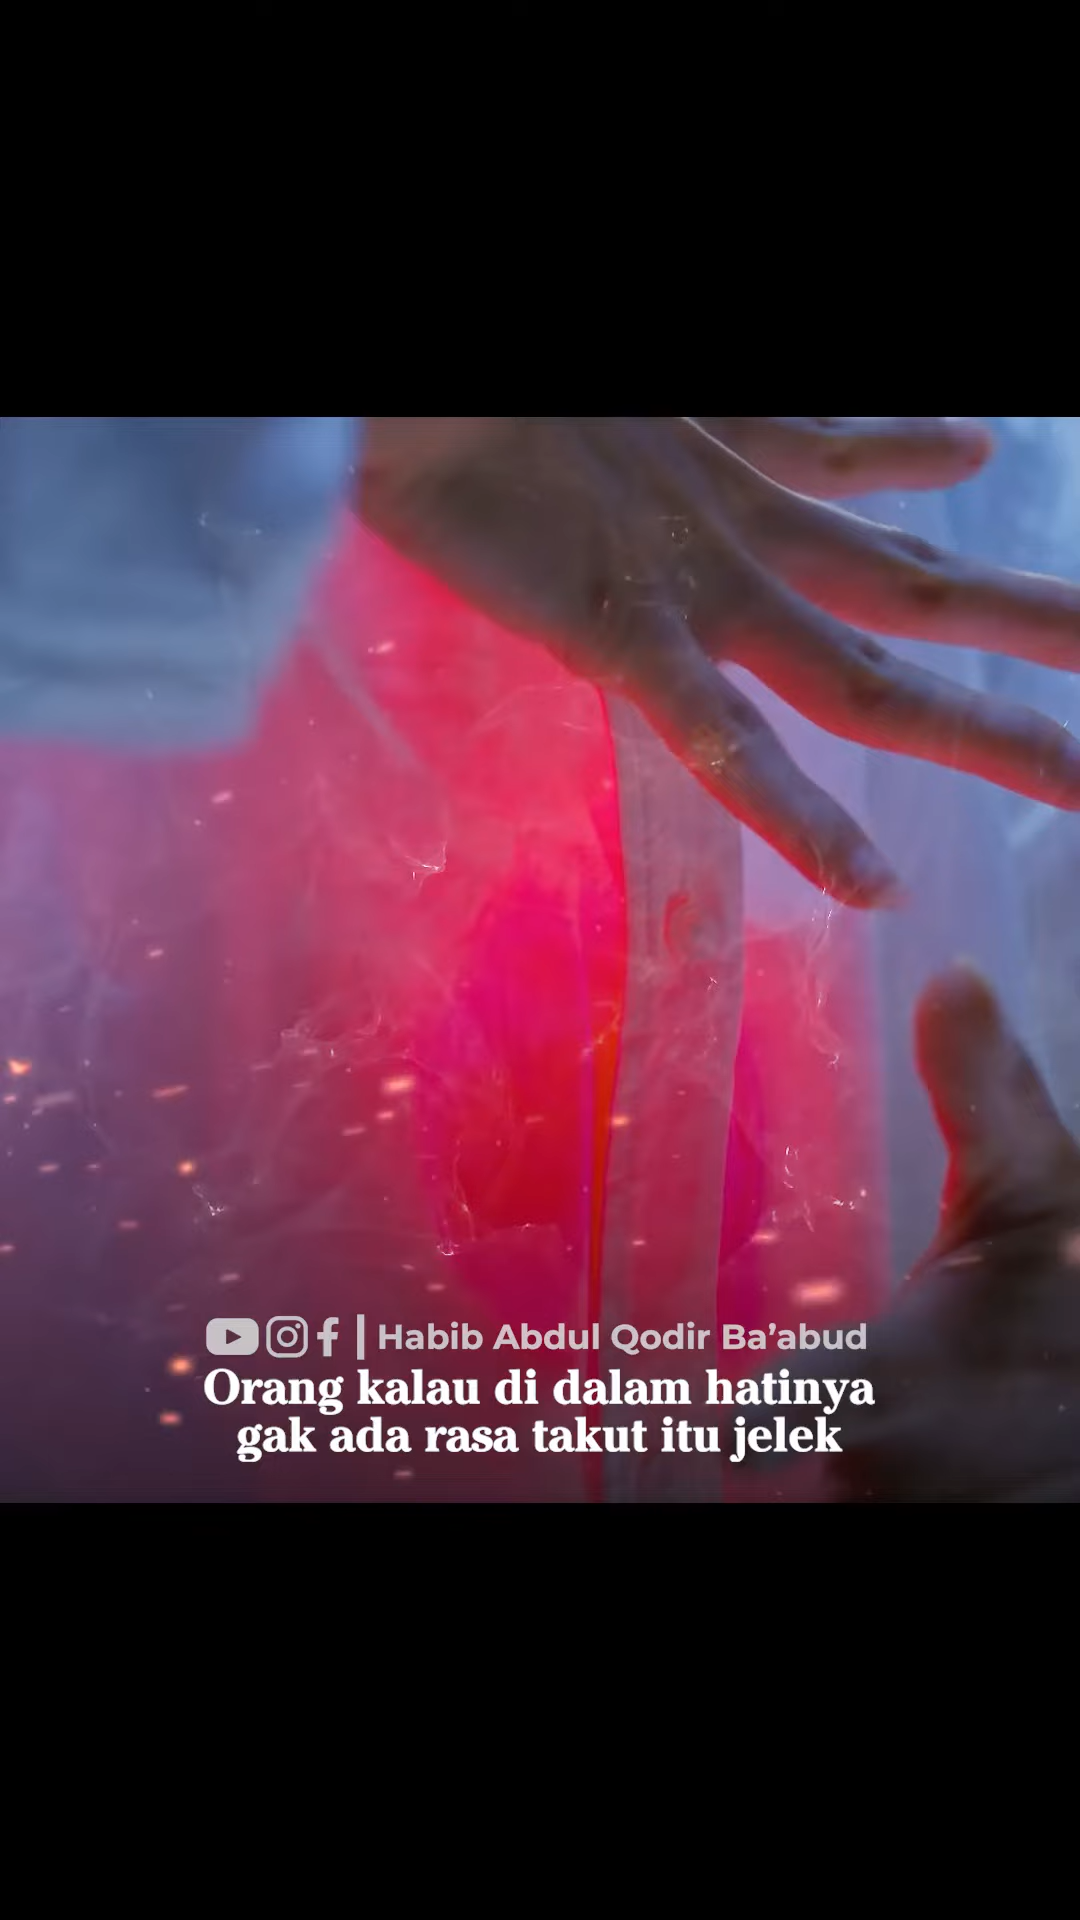 | Habib Abdul Qodir Ba’abud
Orang kalau di dalam hatinya
gak ada rasa takut itu jelek